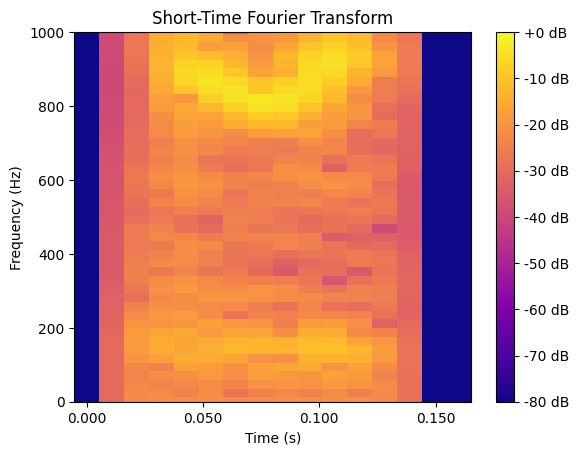 Short-Time Fourier Transform
Frequency (Hz)
1000
800
600
400
200
0
0.000
0.050
0.100
0.150
Time (s)
+0 dB
-10 dB
-20 dB
-30 dB
-40 dB
-50 dB
-60 dB
-70 dB
-80 dB